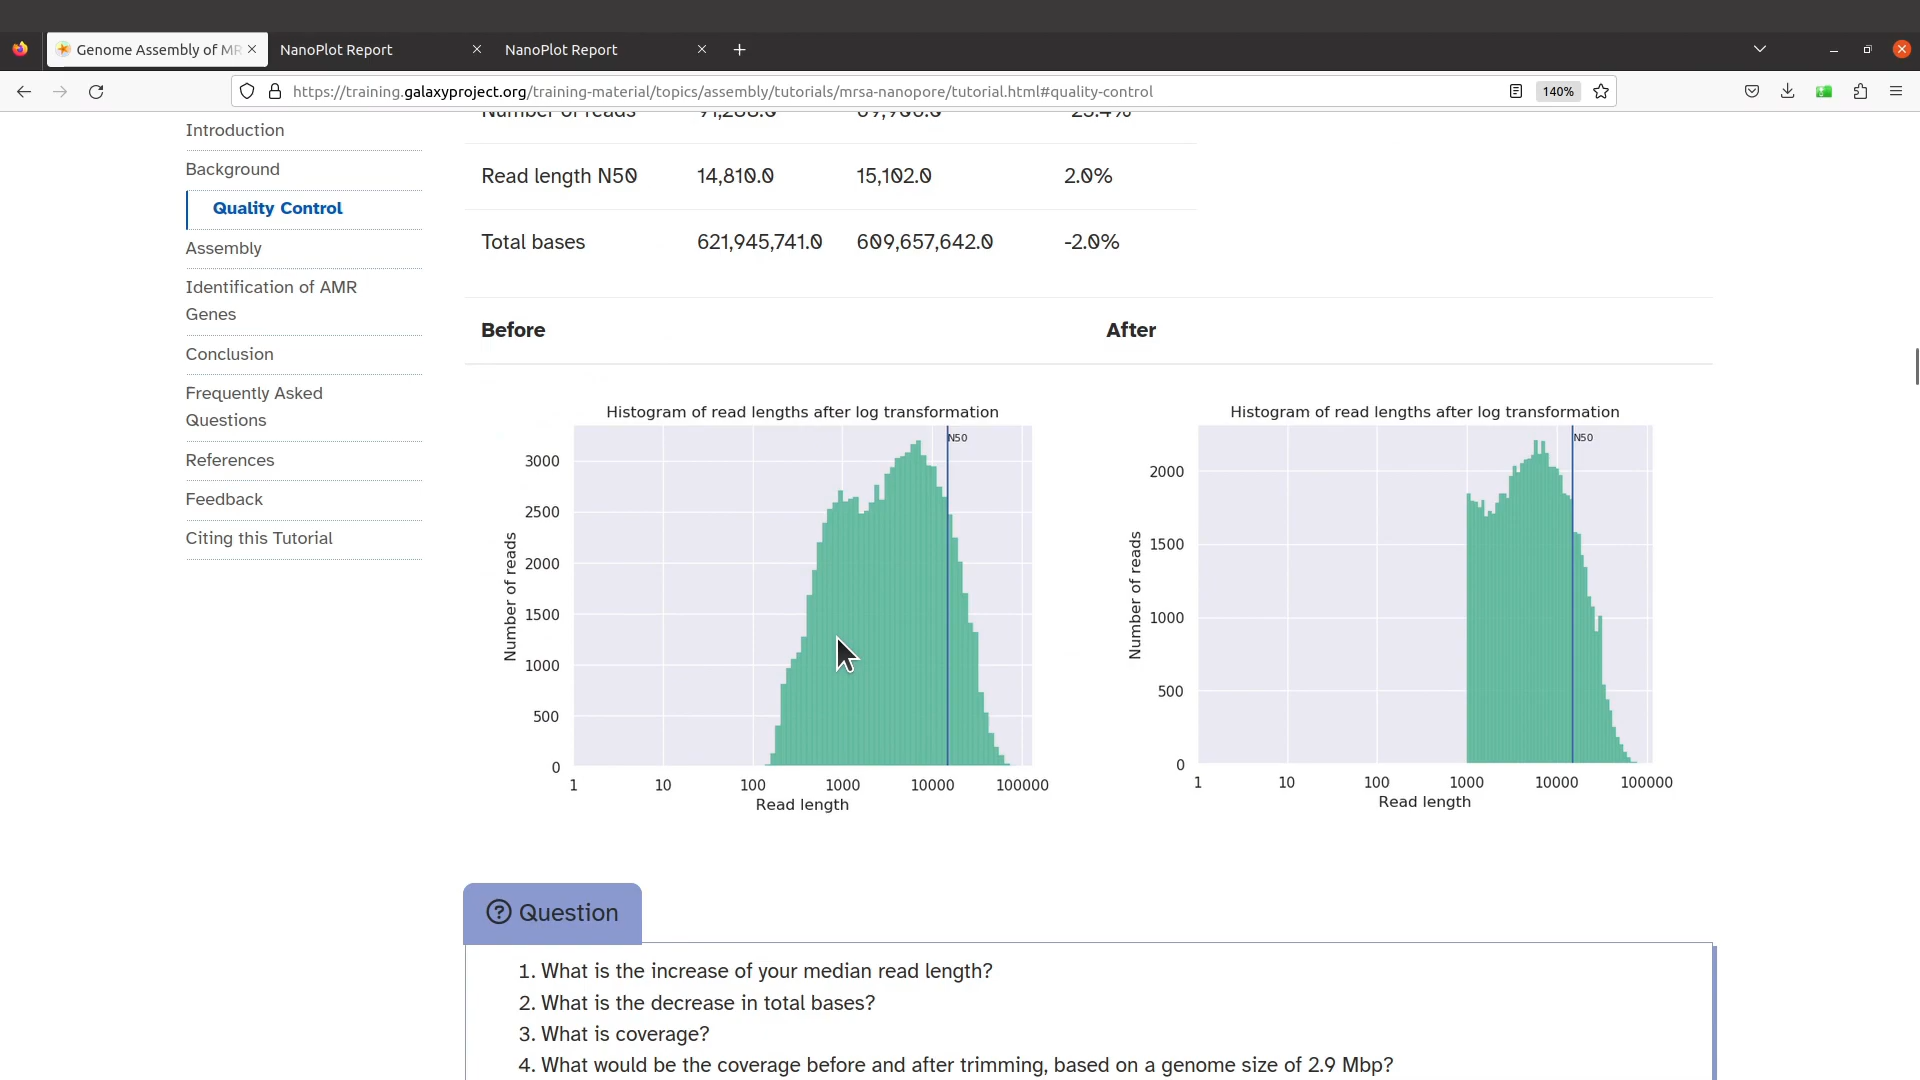 Genome Assembly of MR
NanoPlot Report
NanoPlot Report
https://training.galaxyproject.org/training-material/topics/assembly/tutorials/mrsa-nanopore/tutorial.html#quality-control
140%
Introduction
Background
Quality Control
Assembly
Identification of AMR
Genes
Conclusion
Frequently Asked
Questions
References
Feedback
Citing this Tutorial
Number of reads
Read length N50 14,810.0 15,102.0 2.0%
Total bases 621,945,741.0 609,657,642.0 -2.0%
Before After
Histogram of read lengths after log transformation
N50
3000
2500
2000
1500
1000
500
0
Number of reads
1 10 100 1000 10000 100000
Read length
Histogram of read lengths after log transformation
N50
2000
1500
1000
500
0
Number of reads
1 10 100 1000 10000 100000
Read length
Question
1. What is the increase of your median read length?
2. What is the decrease in total bases?
3. What is coverage?
4. What would be the coverage before and after trimming, based on a genome size of 2.9 Mbp?